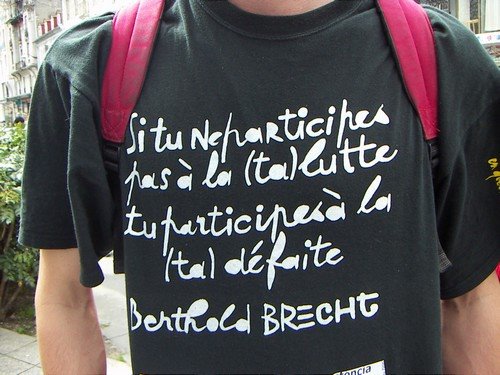 Si tu Ne participes
pas à la (ta) lutte
tu participes à la
(ta) défaite
Berthold BRECHT